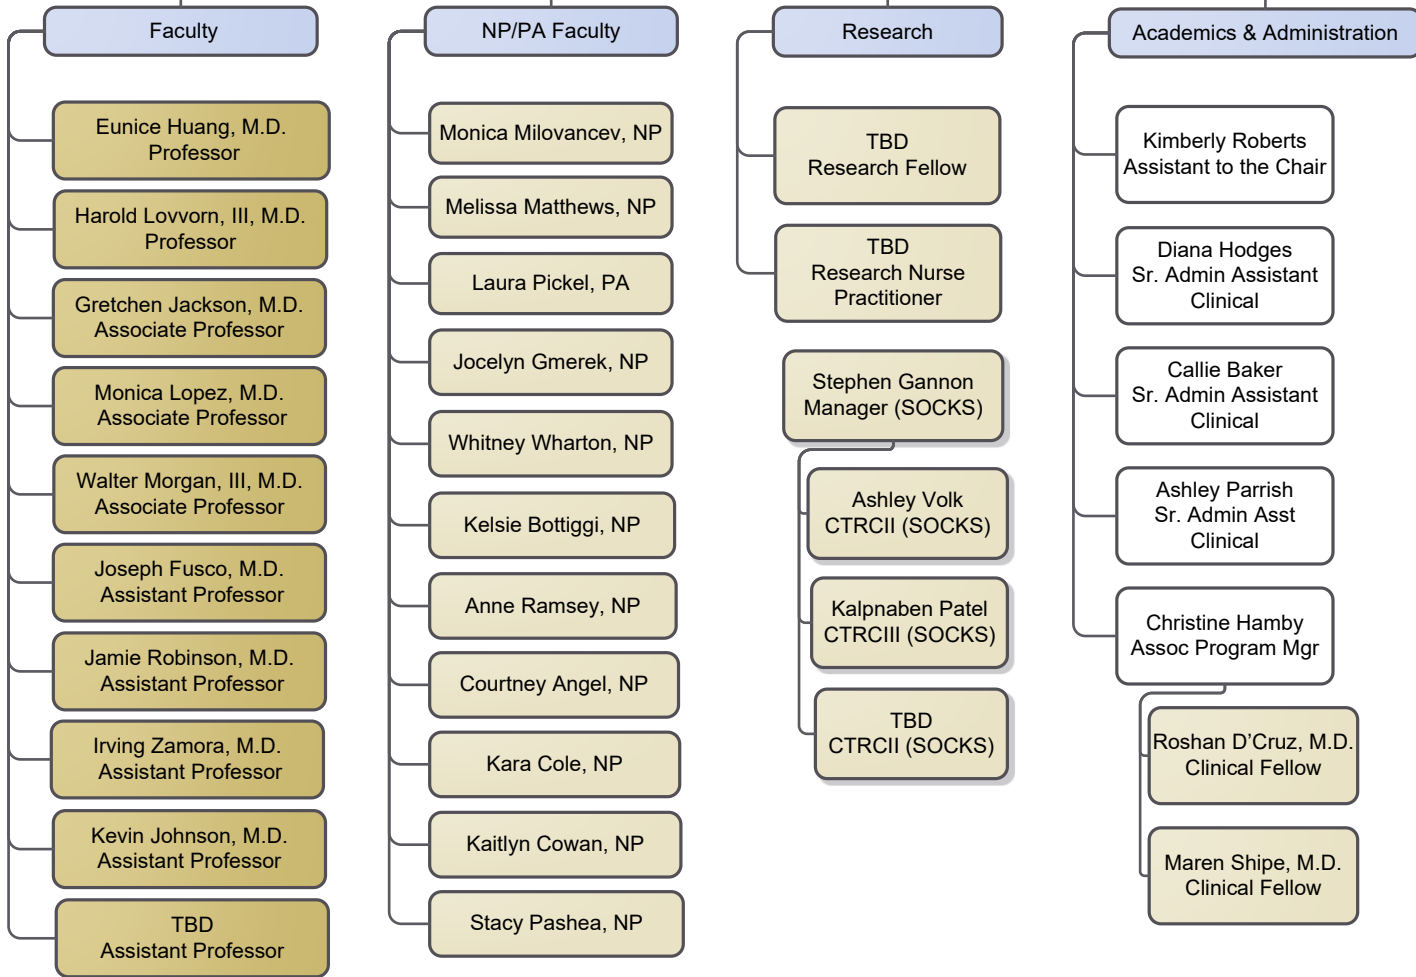 Faculty
Eunice Huang, M.D.
Professor
Harold Lovvorn, III, M.D.
Professor
Gretchen Jackson, M.D.
Associate Professor
Monica Lopez, M.D.
Associate Professor
Walter Morgan, III, M.D.
Associate Professor
Joseph Fusco, M.D.
Assistant Professor
Jamie Robinson, M.D.
Assistant Professor
Irving Zamora, M.D.
Assistant Professor
Kevin Johnson, M.D.
Assistant Professor
TBD
Assistant Professor
NP/PA Faculty
Monica Milovancev, NP
Melissa Matthews, NP
Laura Pickel, PA
Jocelyn Gmerek, NP
Whitney Wharton, NP
Kelsie Bottiggi, NP
Anne Ramsey, NP
Courtney Angel, NP
Kara Cole, NP
Kaitlyn Cowan, NP
Stacy Pashea, NP
Research
TBD
Research Fellow
TBD
Research Nurse
Practitioner
Stephen Gannon
Manager (SOCKS)
Ashley Volk
CTRCII (SOCKS)
Kalpnaben Patel
CTRCIII (SOCKS)
TBD
CTRCII (SOCKS)
Academics & Administration
Kimberly Roberts
Assistant to the Chair
Diana Hodges
Sr. Admin Assistant
Clinical
Callie Baker
Sr. Admin Assistant
Clinical
Ashley Parrish
Sr. Admin Asst
Clinical
Christine Hamby
Assoc Program Mgr
Roshan D’Cruz, M.D.
Clinical Fellow
Maren Shipe, M.D.
Clinical Fellow